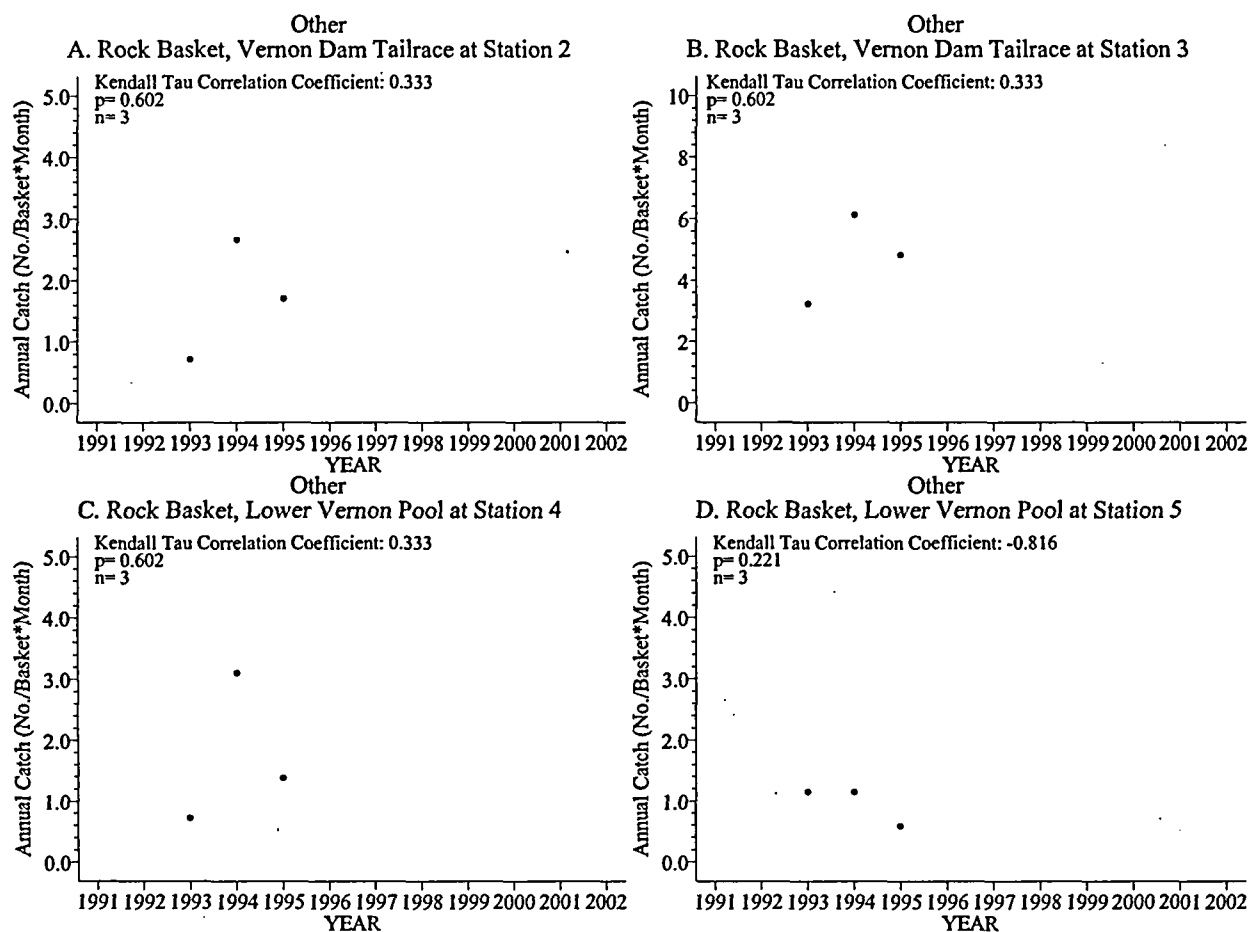 Other
A. Rock Basket, Vernon Dam Tailrace at Station 2
Kendall Tau Correlation Coefficient: 0.333
p= 0.602
n= 3
Annual Catch (No./Basket*Month)
5.0
4.0
3.0
2.0
1.0
0.0
1991 1992 1993 1994 1995 1996 1997 1998 1999 2000 2001 2002
YEAR
Other
B. Rock Basket, Vernon Dam Tailrace at Station 3
Kendall Tau Correlation Coefficient: 0.333
p= 0.602
n= 3
Annual Catch (No./Basket*Month)
10
8
6
4
2
0
1991 1992 1993 1994 1995 1996 1997 1998 1999 2000 2001 2002
YEAR
Other
C. Rock Basket, Lower Vernon Pool at Station 4
Kendall Tau Correlation Coefficient: 0.333
p= 0.602
n= 3
Annual Catch (No./Basket*Month)
5.0
4.0
3.0
2.0
1.0
0.0
1991 1992 1993 1994 1995 1996 1997 1998 1999 2000 2001 2002
YEAR
Other
D. Rock Basket, Lower Vernon Pool at Station 5
Kendall Tau Correlation Coefficient: -0.816
p= 0.221
n= 3
Annual Catch (No./Basket*Month)
5.0
4.0
3.0
2.0
1.0
0.0
1991 1992 1993 1994 1995 1996 1997 1998 1999 2000 2001 2002
YEAR